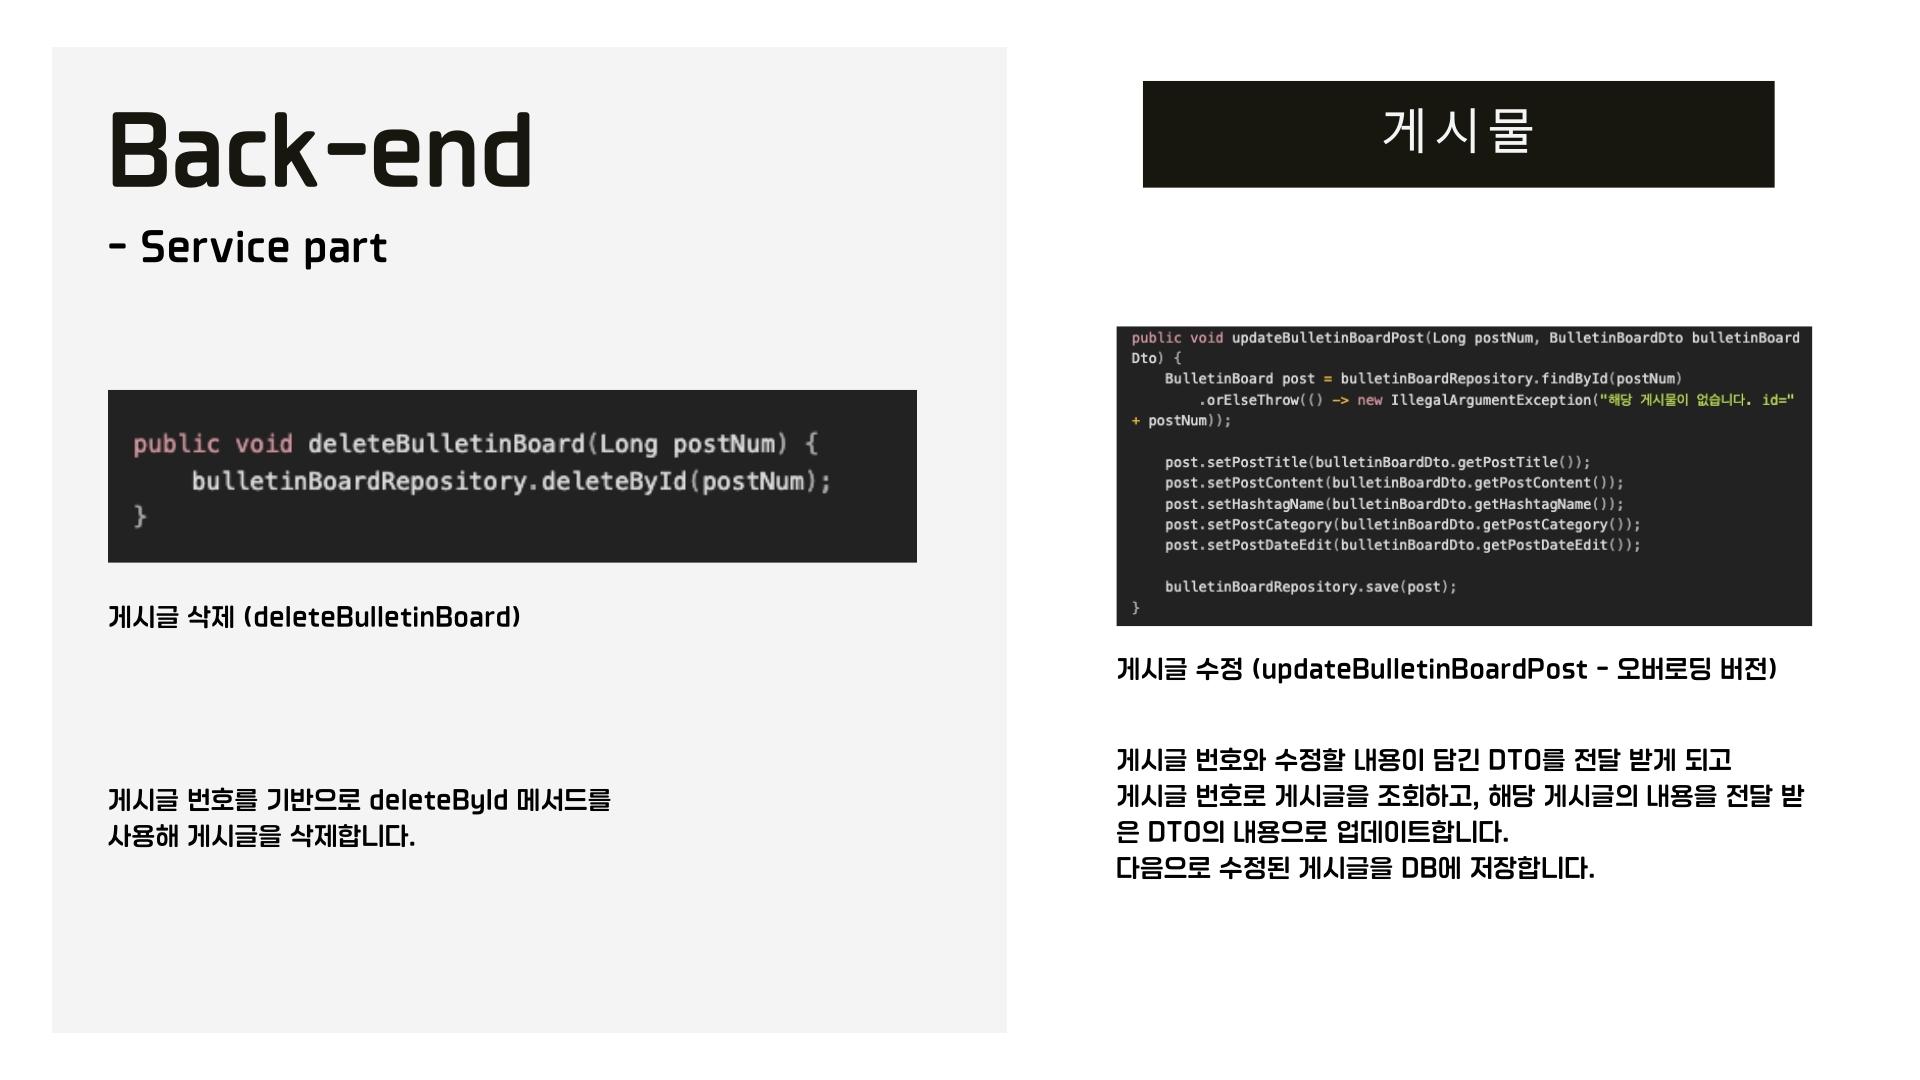 Back-end
- Service part
public void deleteBulletinBoard(Long postNum) {
    bulletinBoardRepository.deleteById(postNum);
}
게시글 삭제 (deleteBulletinBoard)
게시글 번호를 기반으로 deleteById 메서드를
사용해 게시글을 삭제합니다.
게시물
public void updateBulletinBoardPost(Long postNum, BulletinBoardDto bulletinBoard
Dto) {
    BulletinBoard post = bulletinBoardRepository.findById(postNum)
        .orElseThrow(() -> new IllegalArgumentException("해당 게시물이 없습니다. id="
+ postNum));
    post.setPostTitle(bulletinBoardDto.getPostTitle());
    post.setPostContent(bulletinBoardDto.getPostContent());
    post.setHashtagName(bulletinBoardDto.getHashtagName());
    post.setPostCategory(bulletinBoardDto.getPostCategory());
    post.setPostDateEdit(bulletinBoardDto.getPostDateEdit());
    bulletinBoardRepository.save(post);
}
게시글 수정 (updateBulletinBoardPost - 오버로딩 버전)
게시글 번호와 수정할 내용이 담긴 DTO를 전달 받게 되고
게시글 번호로 게시글을 조회하고, 해당 게시글의 내용을 전달 받
은 DTO의 내용으로 업데이트합니다.
다음으로 수정된 게시글을 DB에 저장합니다.